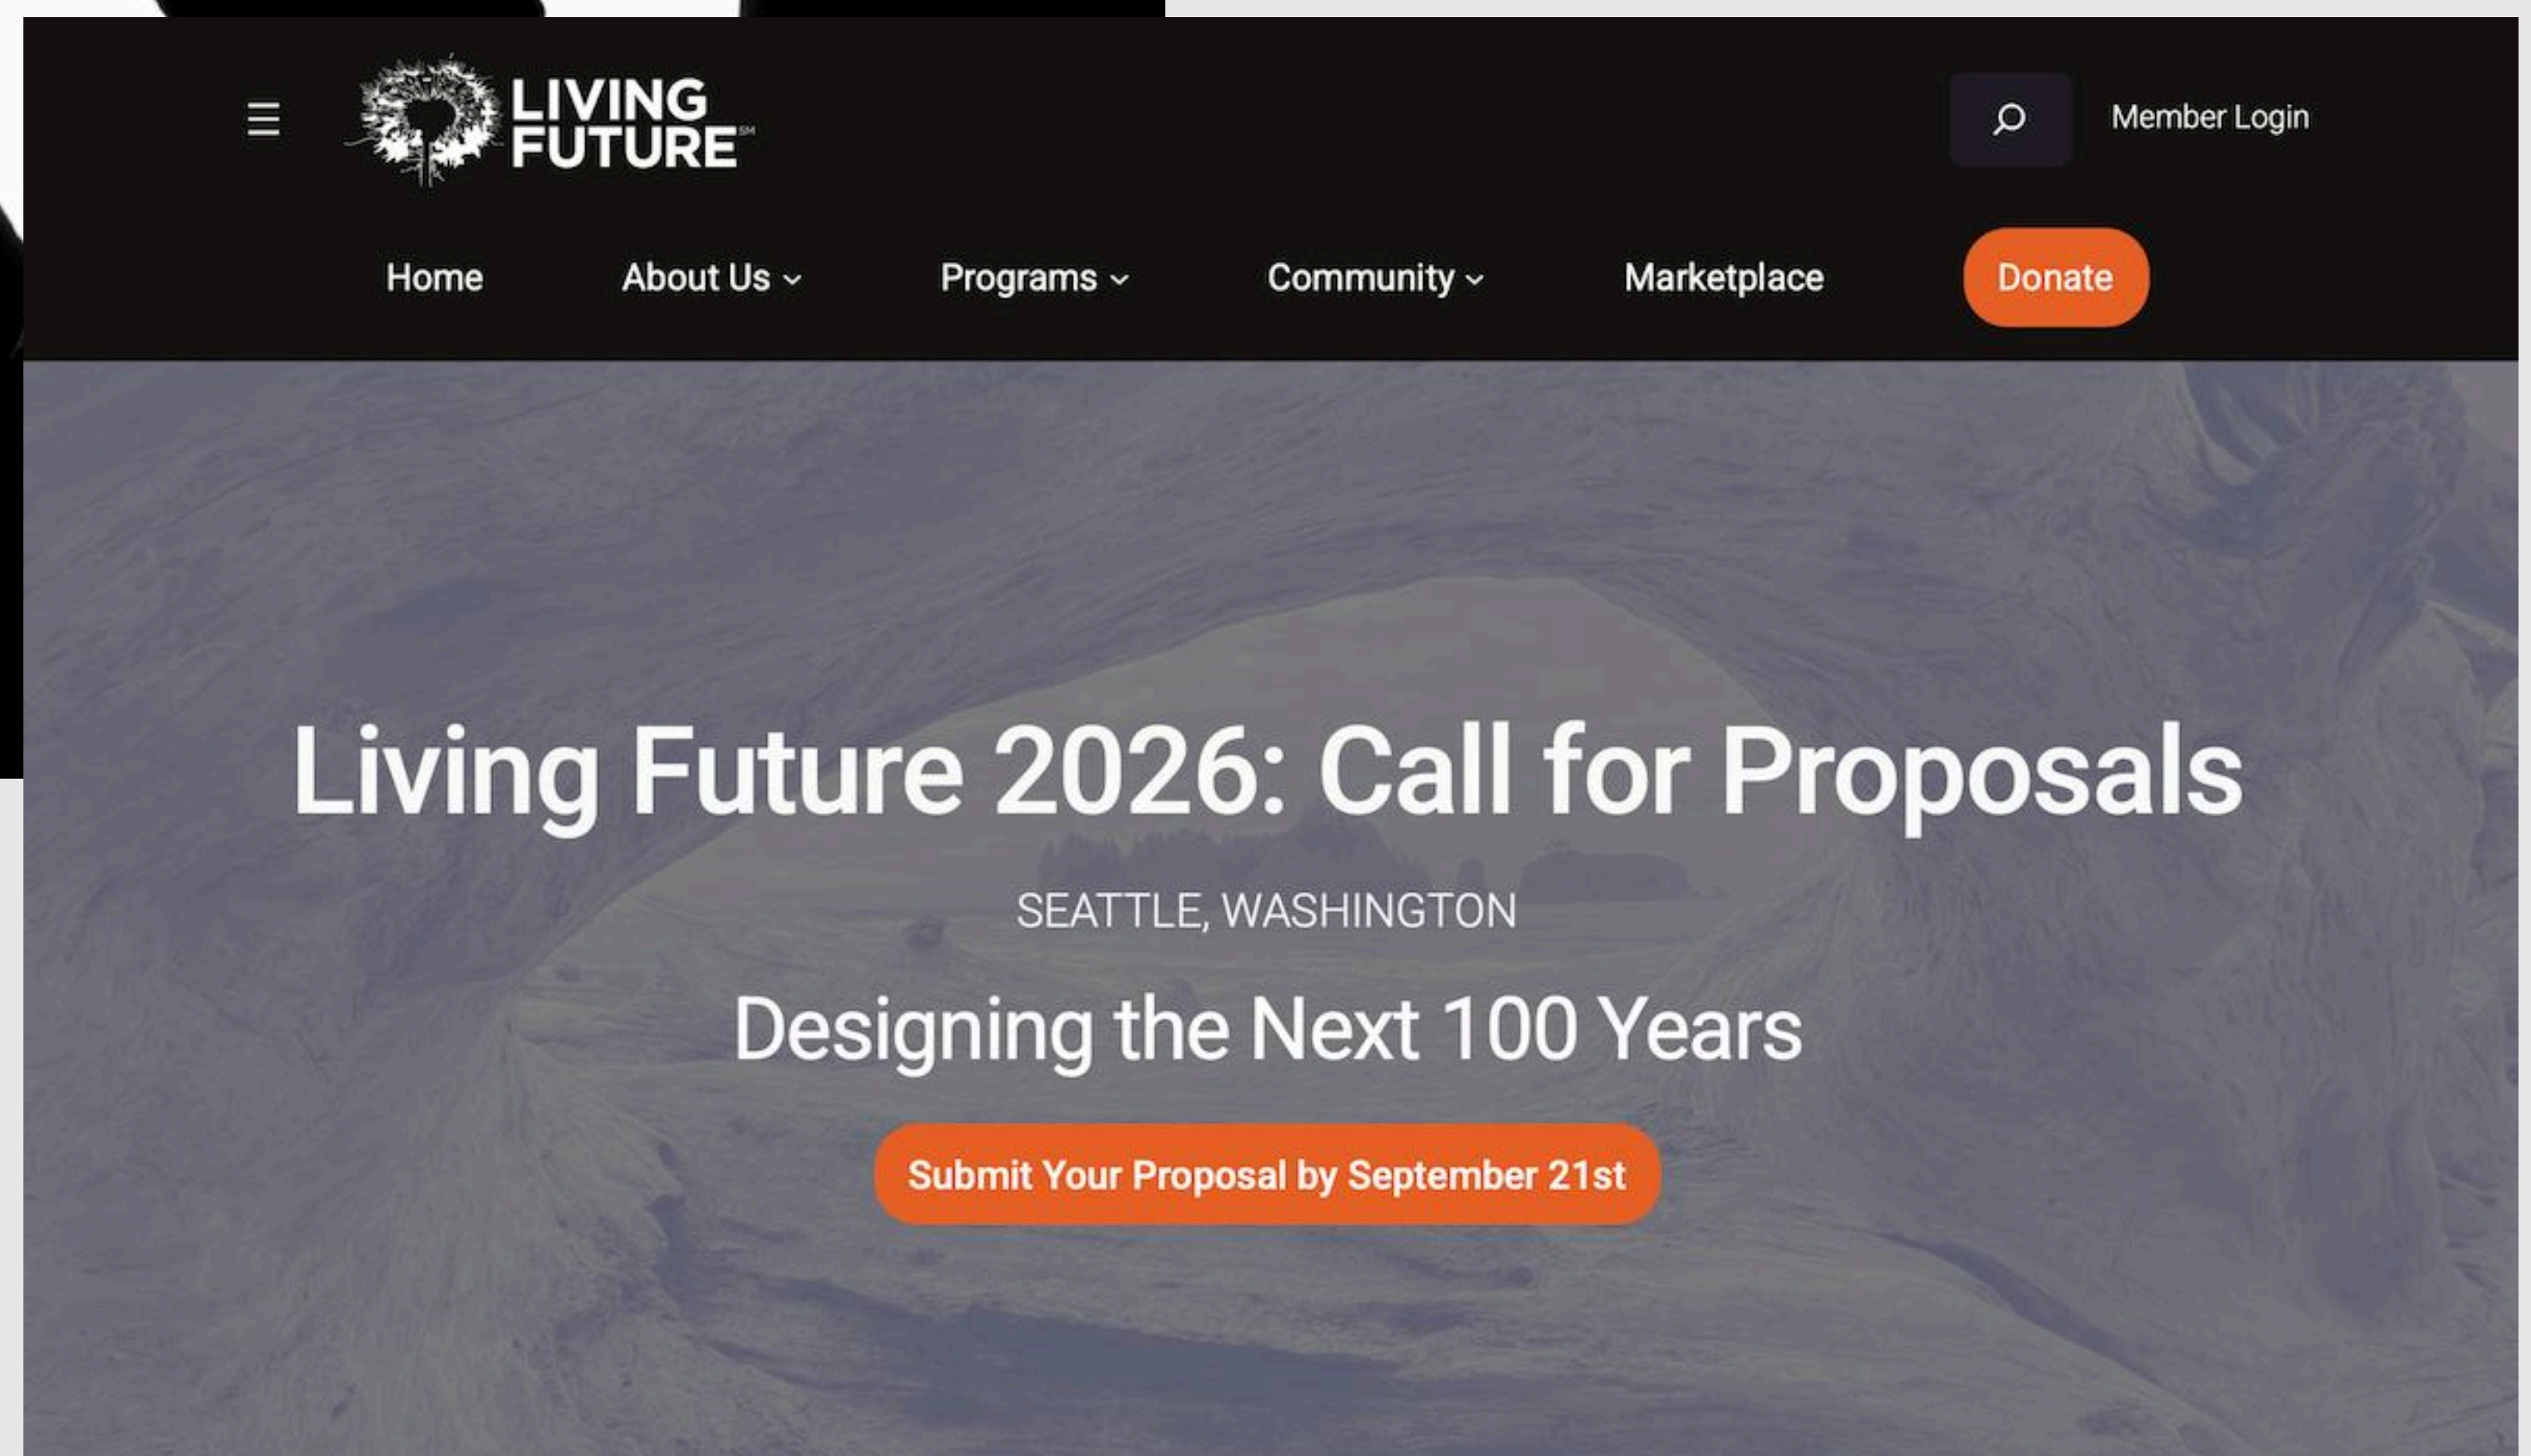 LIVING
FUTURE℠
Member Login
Home
About Us
Programs
Community
Marketplace
Donate
Living Future 2026: Call for Proposals
SEATTLE, WASHINGTON
Designing the Next 100 Years
Submit Your Proposal by September 21st